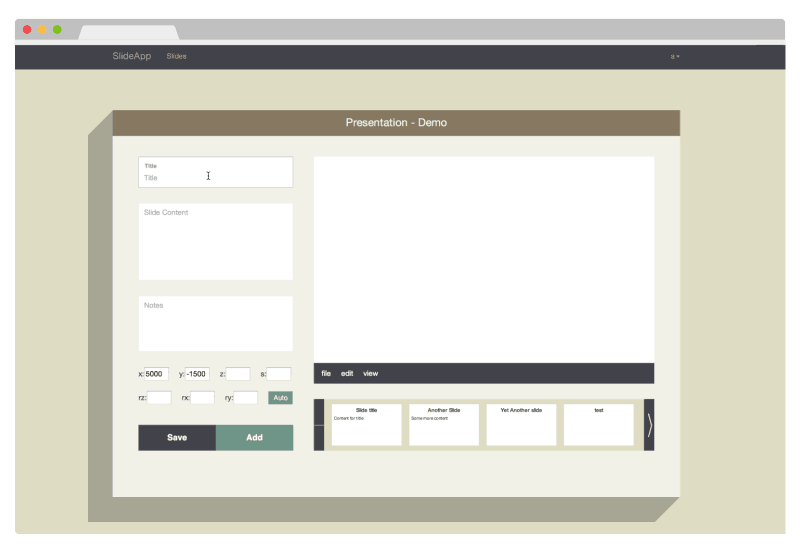 SlideApp Slides
Presentation - Demo
Title
Title
Slide Content
Notes
x: 5000 y: -1500 z: s:
rz: rx: ry: Auto
Save Add
file edit view
Slide title
Content for title
Another Slide
Some more content
Yet Another slide
test